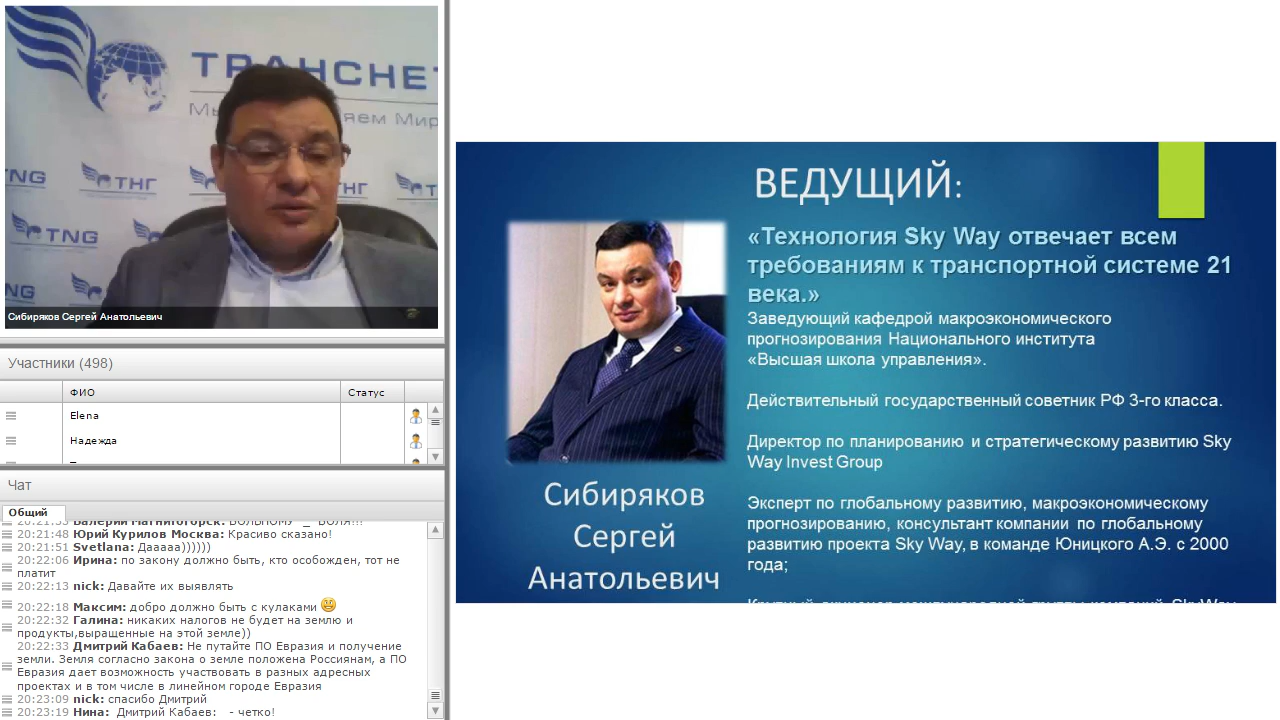 ТРАНСНЕТ
Мы
яем Мир
TNG
ТНГ
ТНГ
TNG
TNG
Сибиряков Сергей Анатольевич
Участники (498)
ФИО Статус
Elena
Надежда
Чат
Общий
20:21:48 Юрий Курилов Москва: Красиво сказано!
20:21:51 Svetlana: Дааааа))))))
20:22:06 Ирина: по закону должно быть, кто особожден, тот не
платит
20:22:13 nick: Давайте их выявлять
20:22:18 Максим: добро должно быть с кулаками
20:22:32 Галина: никаких налогов не будет на землю и
продукты,выращенные на этой земле))
20:22:33 Дмитрий Кабаев: Не путайте ПО Евразия и получение
земли. Земля согласно закона о земле положена Россиянам, а ПО
Евразия дает возможность участвовать в разных адресных
проектах и в том числе в линейном городе Евразия
20:23:09 nick: спасибо Дмитрий
20:23:19 Нина: Дмитрий Кабаев: - четко!
ВЕДУЩИЙ:
«Технология Sky Way отвечает всем
требованиям к транспортной системе 21
века.»
Заведующий кафедрой макроэкономического
прогнозирования Национального института
«Высшая школа управления».
Действительный государственный советник РФ 3-го класса.
Директор по планированию и стратегическому развитию Sky
Way Invest Group
Эксперт по глобальному развитию, макроэкономическому
прогнозированию, консультант компании по глобальному
развитию проекта Sky Way, в команде Юницкого А.Э. с 2000
года;
Сибиряков
Сергей
Анатольевич